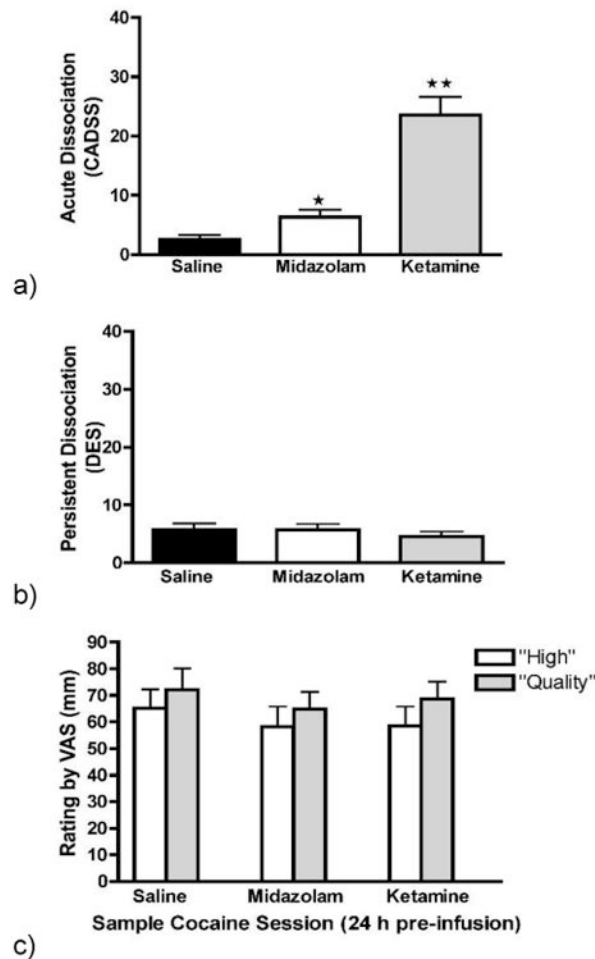 40
30
20
10
0
Acute Dissociation
(CADSS)
★
★★
Saline Midazolam Ketamine
a)
40
30
20
10
0
Persistent Dissociation
(DES)
Saline Midazolam Ketamine
b)
90
80
70
60
50
40
30
20
10
0
Rating by VAS (mm)
"High"
"Quality"
Saline Midazolam Ketamine
Sample Cocaine Session (24 h pre-infusion)
c)